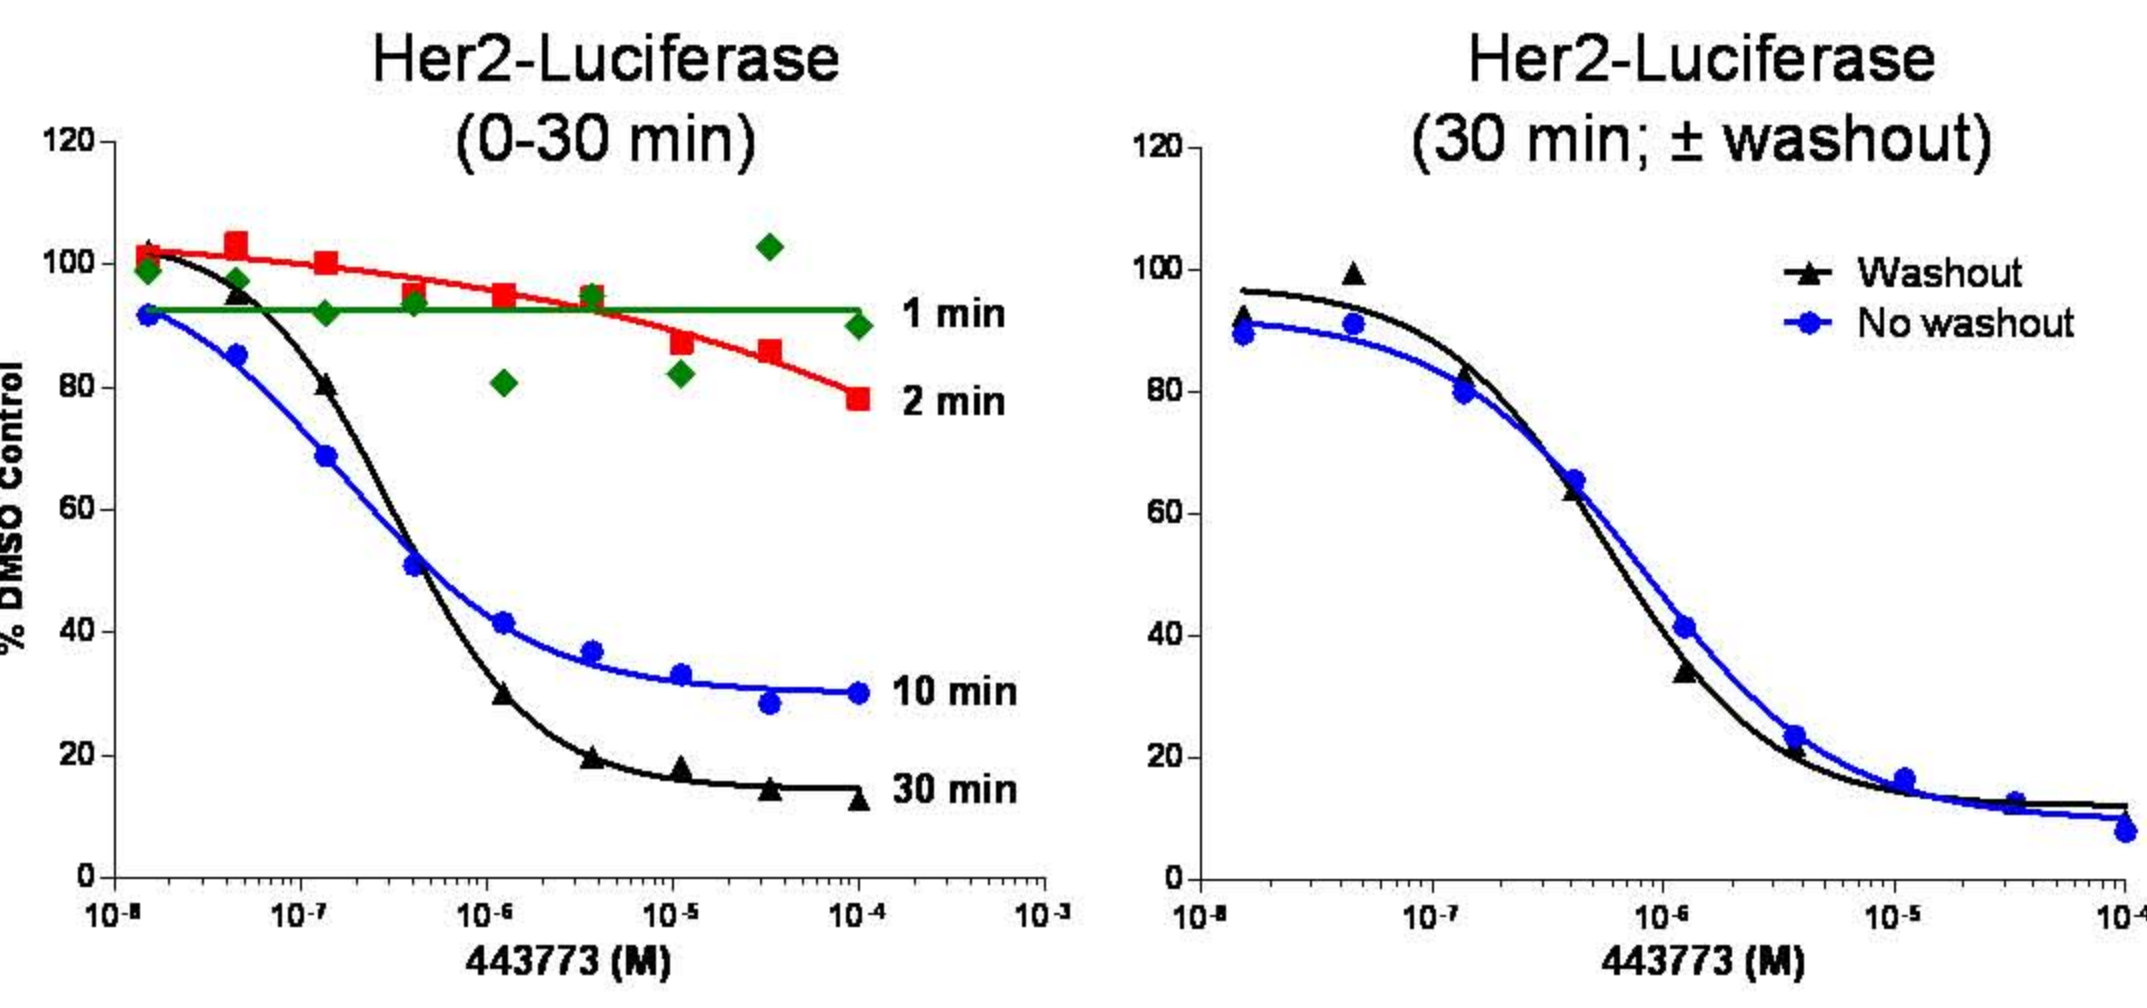 Her2-Luciferase
(0-30 min)
120
100
80
60
40
20
0
% DMSO Control
1 min
2 min
10 min
30 min
10-8
10-7
10-6
10-5
10-4
10-3
443773 (M)
Her2-Luciferase
(30 min; ± washout)
120
100
80
60
40
20
0
Washout
No washout
10-8
10-7
10-6
10-5
10-4
443773 (M)